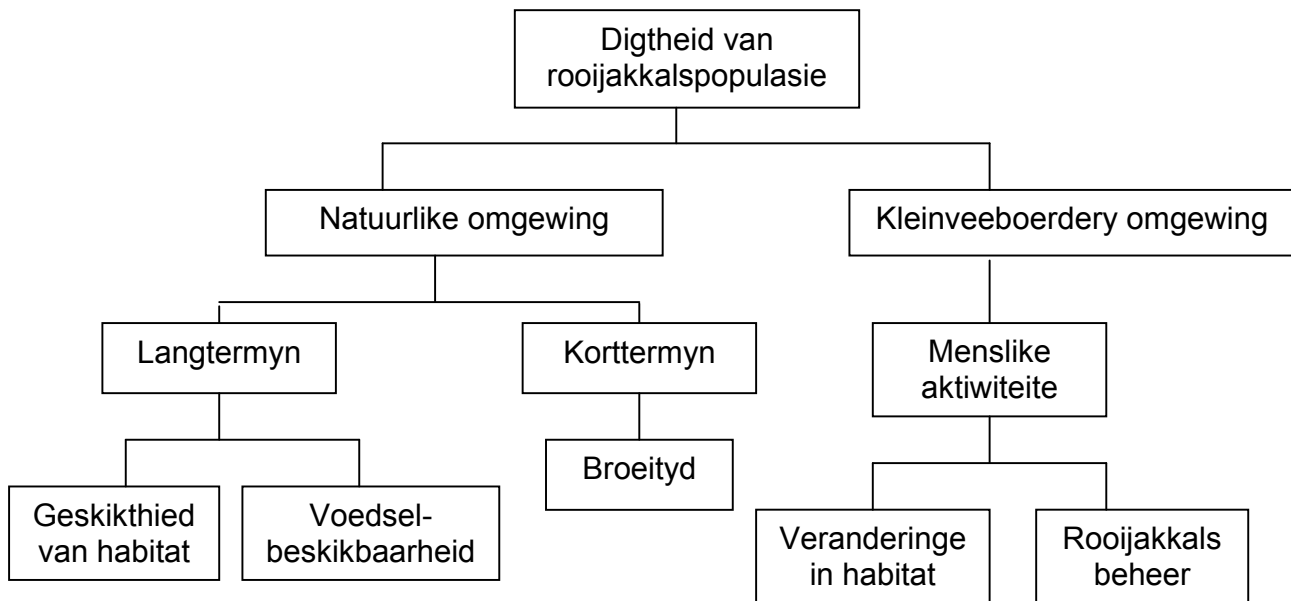 Digtheid van
rooijakkalspopulasie
Natuurlike omgewing
Kleinveeboerdery omgewing
Langtermyn
Korttermyn
Menslike
aktiwiteite
Broeityd
Geskikthied
van habitat
Voedsel-
beskikbaarheid
Veranderinge
in habitat
Rooijakkals
beheer